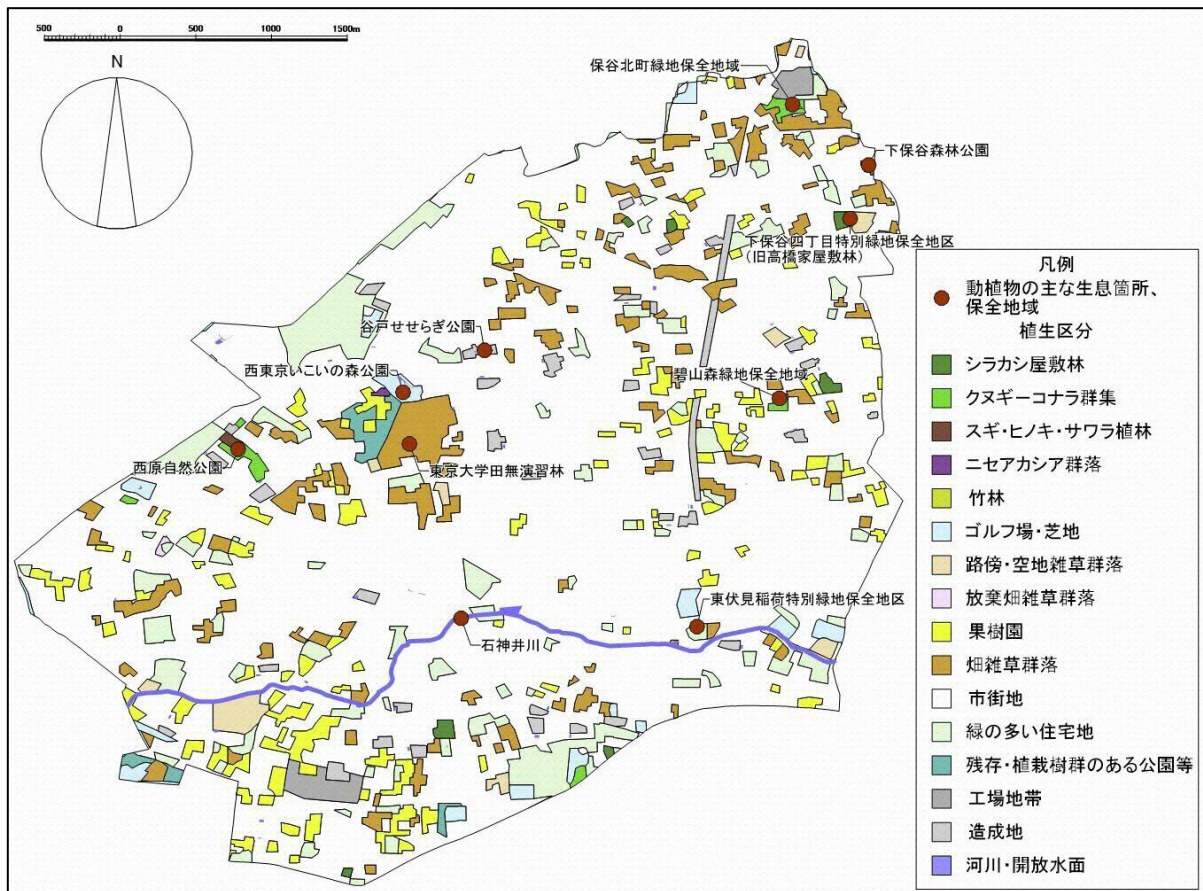 500 0 500 1000 1500m
N
保谷北町緑地保全地域
下保谷森林公園
下保谷四丁目特別緑地保全地区
(旧高橋家屋敷林)
谷戸せせらぎ公園
西東京いこいの森公園
碧山森緑地保全地域
西原自然公園
東京大学田無演習林
東伏見稲荷特別緑地保全地区
石神井川
凡例
動植物の主な生息箇所、
保全地域
植生区分
シラカシ屋敷林
クヌギーコナラ群集
スギ・ヒノキ・サワラ植林
ニセアカシア群落
竹林
ゴルフ場・芝地
路傍・空地雑草群落
放棄畑雑草群落
果樹園
畑雑草群落
市街地
緑の多い住宅地
残存・植栽樹群のある公園等
工場地帯
造成地
河川・開放水面